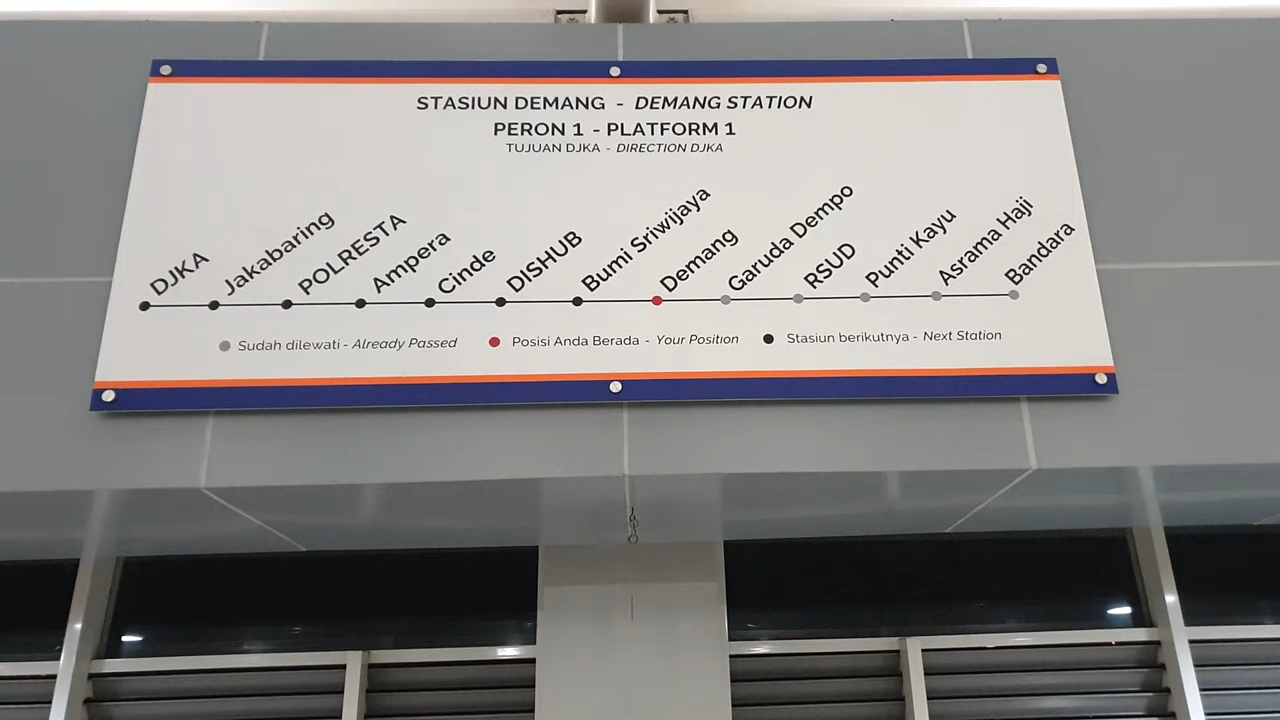 STASIUN DEMANG - DEMANG STATION
PERON 1 - PLATFORM 1
TUJUAN DJKA - DIRECTION DJKA
DJKA
Jakabaring
POLRESTA
Ampera
Cinde
DISHUB
Bumi Sriwijaya
Demang
Garuda Dempo
RSUD
Punti Kayu
Asrama Haji
Bandara
Sudah dilewati - Already Passed
Posisi Anda Berada - Your Position
Stasiun berikutnya - Next Station